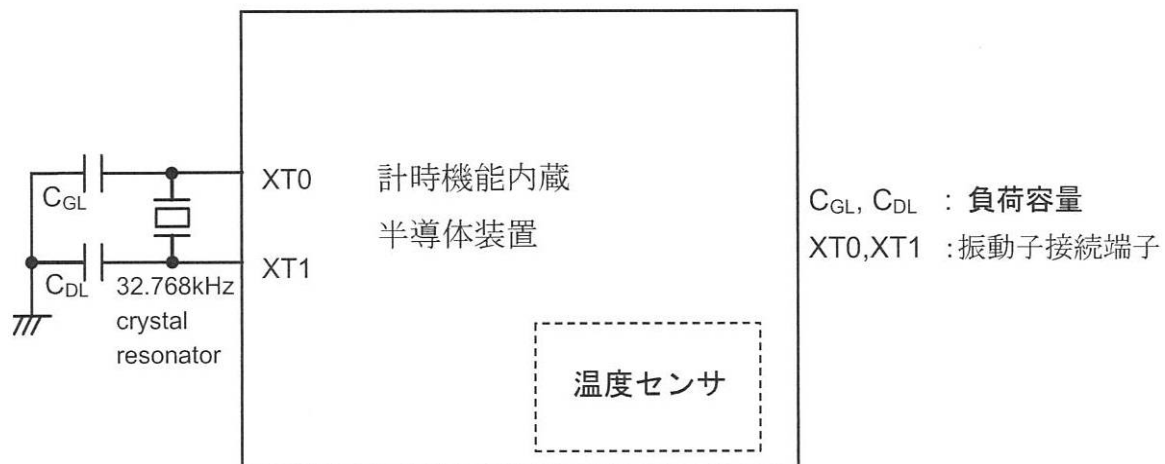 XT0
計時機能内蔵
半導体装置
XT1
C_GL
C_DL
32.768kHz
crystal
resonator
温度センサ
C_GL, C_DL : 負荷容量
XT0,XT1 :振動子接続端子